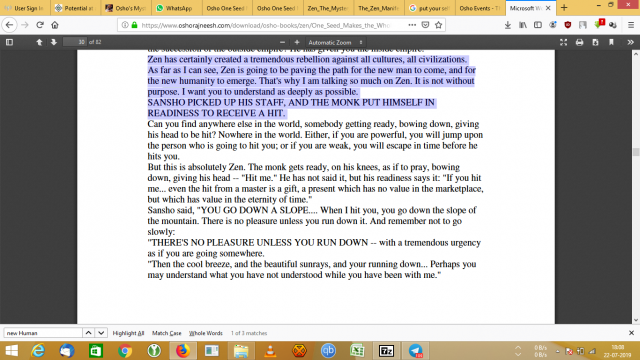 User Sign In
Potential at
Osho's Myst
WhatsApp
Osho One Seed M
Zen_The_Mystery
The_Zen_Manifes
put your self
Osho Events - Th
Microsoft Wo
https://www.oshorajneesh.com/download/osho-books/zen/One_Seed_Makes_the_Who
Search
30 of 82
Automatic Zoom
the succession of the outside empire? He has given you the inside empire.
Zen has certainly created a tremendous rebellion against all cultures, all civilizations.
As far as I can see, Zen is going to be paving the path for the new man to come, and for
the new humanity to emerge. That's why I am talking so much on Zen. It is not without
purpose. I want you to understand as deeply as possible.
SANSHO PICKED UP HIS STAFF, AND THE MONK PUT HIMSELF IN
READINESS TO RECEIVE A HIT.
Can you find anywhere else in the world, somebody getting ready, bowing down, giving
his head to be hit? Nowhere in the world. Either, if you are powerful, you will jump upon
the person who is going to hit you; or if you are weak, you will escape in time before he
hits you.
But this is absolutely Zen. The monk gets ready, on his knees, as if to pray, bowing
down, giving his head -- "Hit me." He has not said it, but his readiness says it: "If you hit
me... even the hit from a master is a gift, a present which has no value in the marketplace,
but which has value in the eternity of time."
Sansho said, "YOU GO DOWN A SLOPE.... When I hit you, you go down the slope of
the mountain. There is no pleasure unless you run down it. And remember not to go
slowly:
"THERE'S NO PLEASURE UNLESS YOU RUN DOWN -- with a tremendous urgency
as if you are going somewhere.
"Then the cool breeze, and the beautiful sunrays, and your running down... Perhaps you
may understand what you have not understood while you have been with me."
new Human
Highlight All Match Case Whole Words 1 of 3 matches
0 B/s
0 B/s
22-07-2019